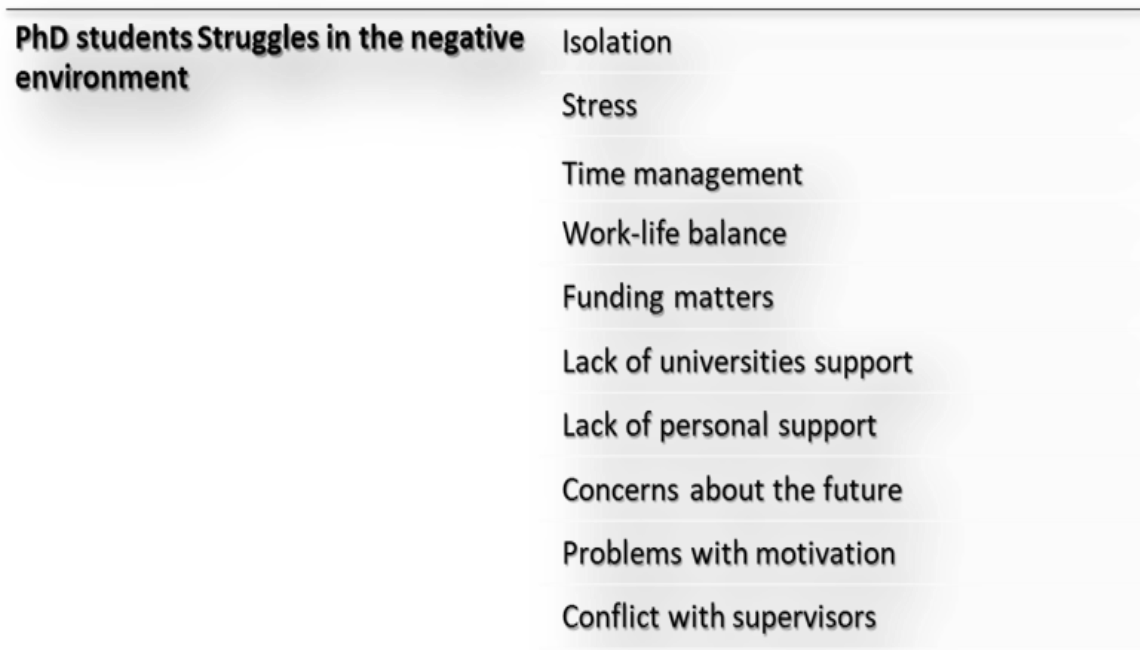 PhD students Struggles in the negative
environment
Isolation
Stress
Time management
Work-life balance
Funding matters
Lack of universities support
Lack of personal support
Concerns about the future
Problems with motivation
Conflict with supervisors